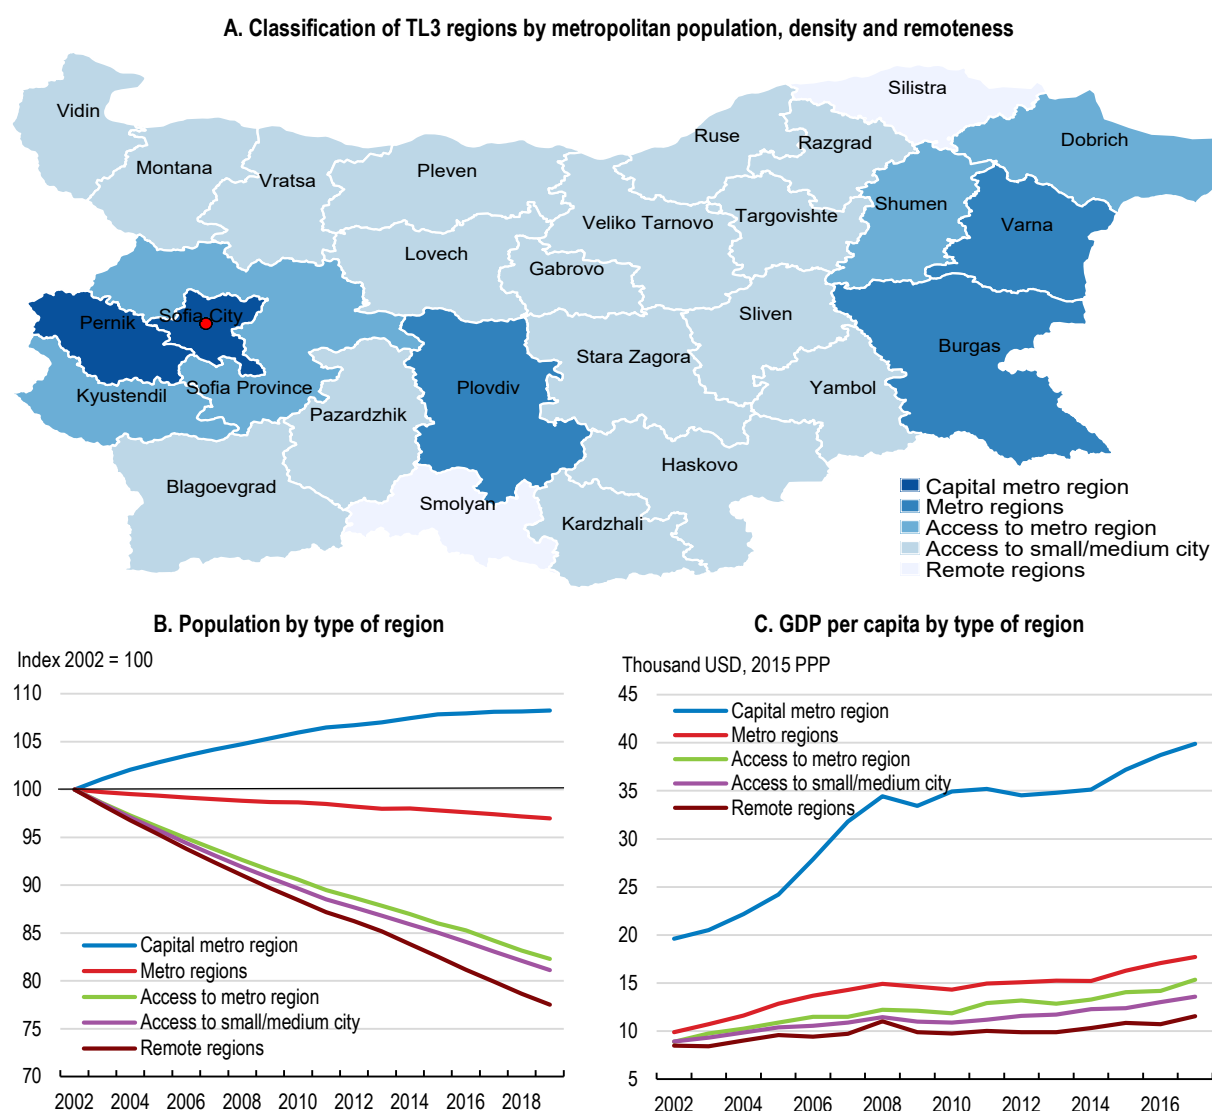 A. Classification of TL3 regions by metropolitan population, density and remoteness
Silistra
Vidin
Ruse
Dobrich
Razgrad
Montana
Pleven
Vratsa
Shumen
Targovishte
Veliko Tarnovo
Varna
Lovech
Gabrovo
Sofia City
Pernik
Sliven
Burgas
Stara Zagora
Plovdiv
Sofia Province
Yambol
Kyustendil
Pazardzhik
Haskovo
Blagoevgrad
Smolyan
Kardzhali
Capital metro region
Metro regions
Access to metro region
Access to small/medium city
Remote regions
B. Population by type of region
Index 2002 = 100
110
105
100
95
90
85
80
75
70
Capital metro region
Metro regions
Access to metro region
Access to small/medium city
Remote regions
2002 2004 2006 2008 2010 2012 2014 2016 2018
C. GDP per capita by type of region
Thousand USD, 2015 PPP
45
40
35
30
25
20
15
10
5
Capital metro region
Metro regions
Access to metro region
Access to small/medium city
Remote regions
2002 2004 2006 2008 2010 2012 2014 2016